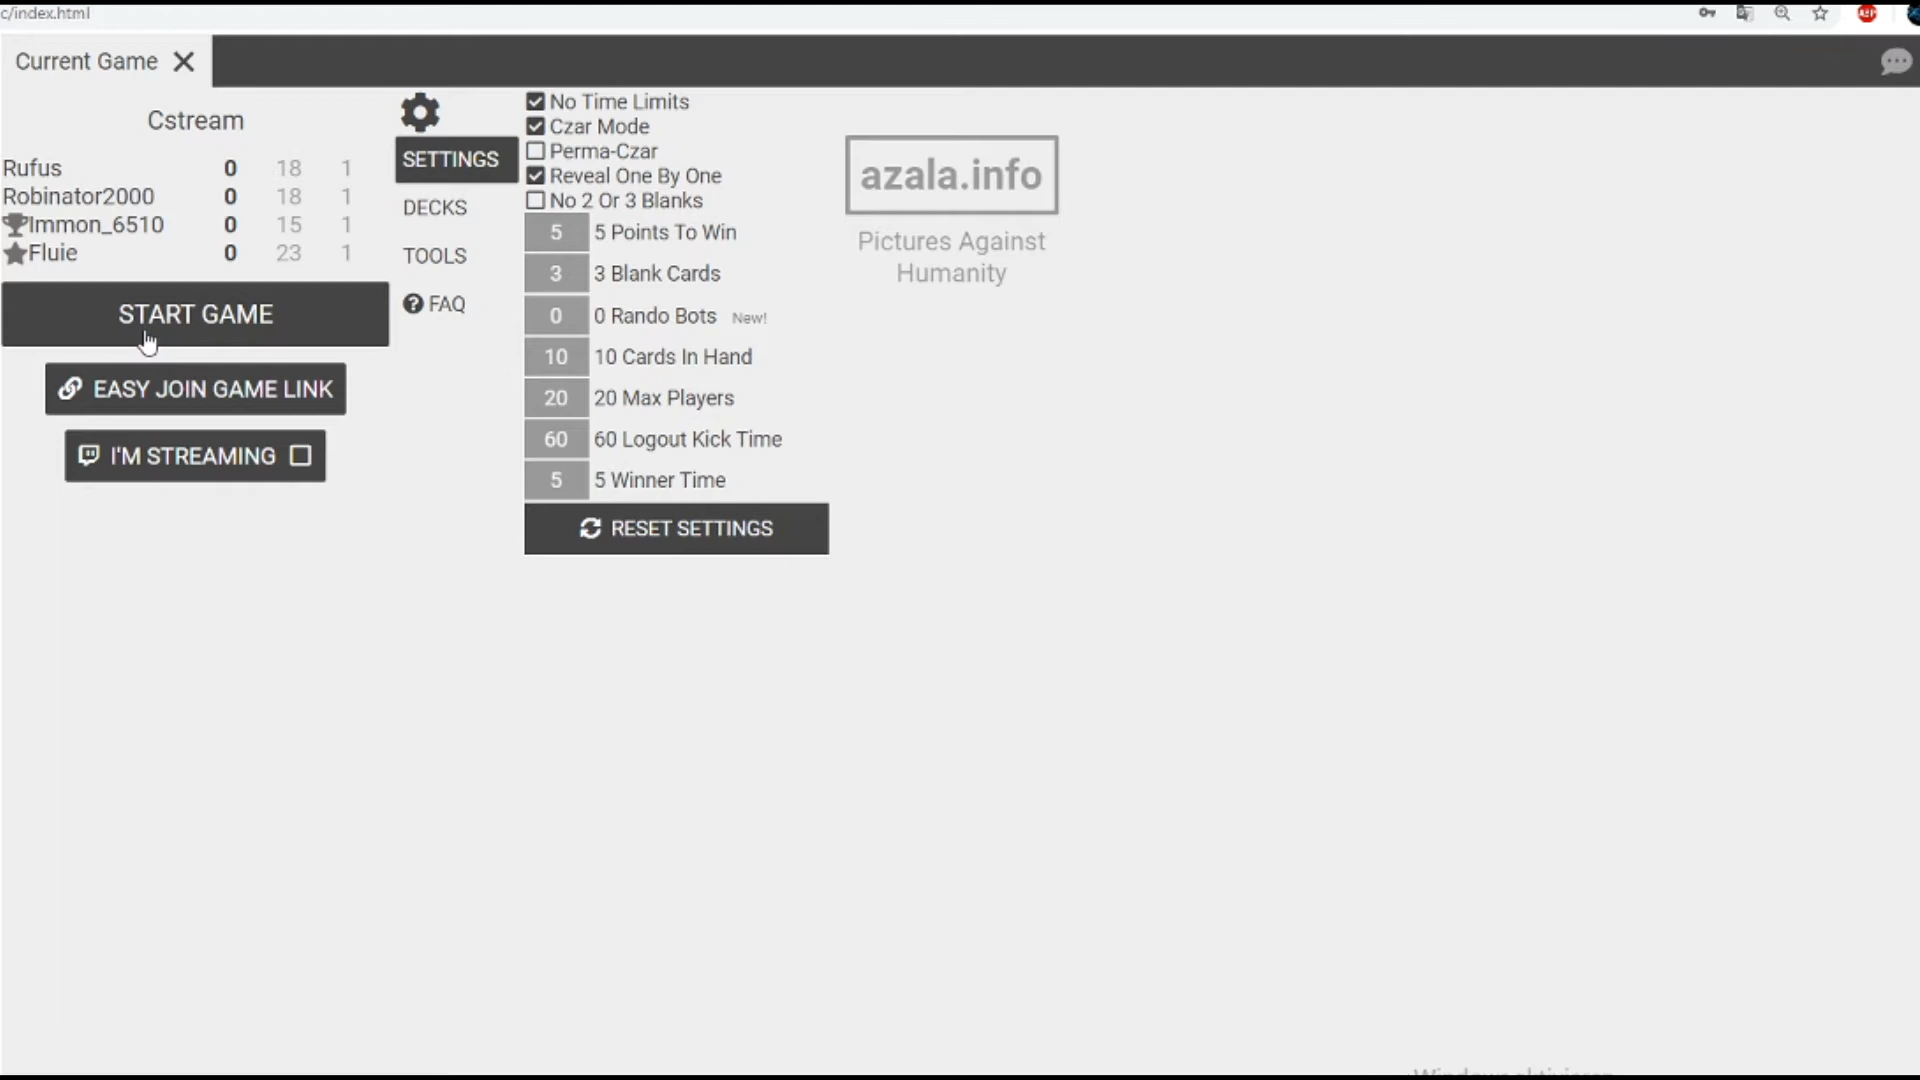 c/index.html
Current Game
Cstream
Rufus 0 18 1
Robinator2000 0 18 1
Immon_6510 0 15 1
Fluie 0 23 1
START GAME
EASY JOIN GAME LINK
I'M STREAMING
SETTINGS
DECKS
TOOLS
FAQ
No Time Limits
Czar Mode
Perma-Czar
Reveal One By One
No 2 Or 3 Blanks
5 5 Points To Win
3 3 Blank Cards
0 0 Rando Bots New!
10 10 Cards In Hand
20 20 Max Players
60 60 Logout Kick Time
5 5 Winner Time
RESET SETTINGS
azala.info
Pictures Against
Humanity
ABP
Windows aktivieren